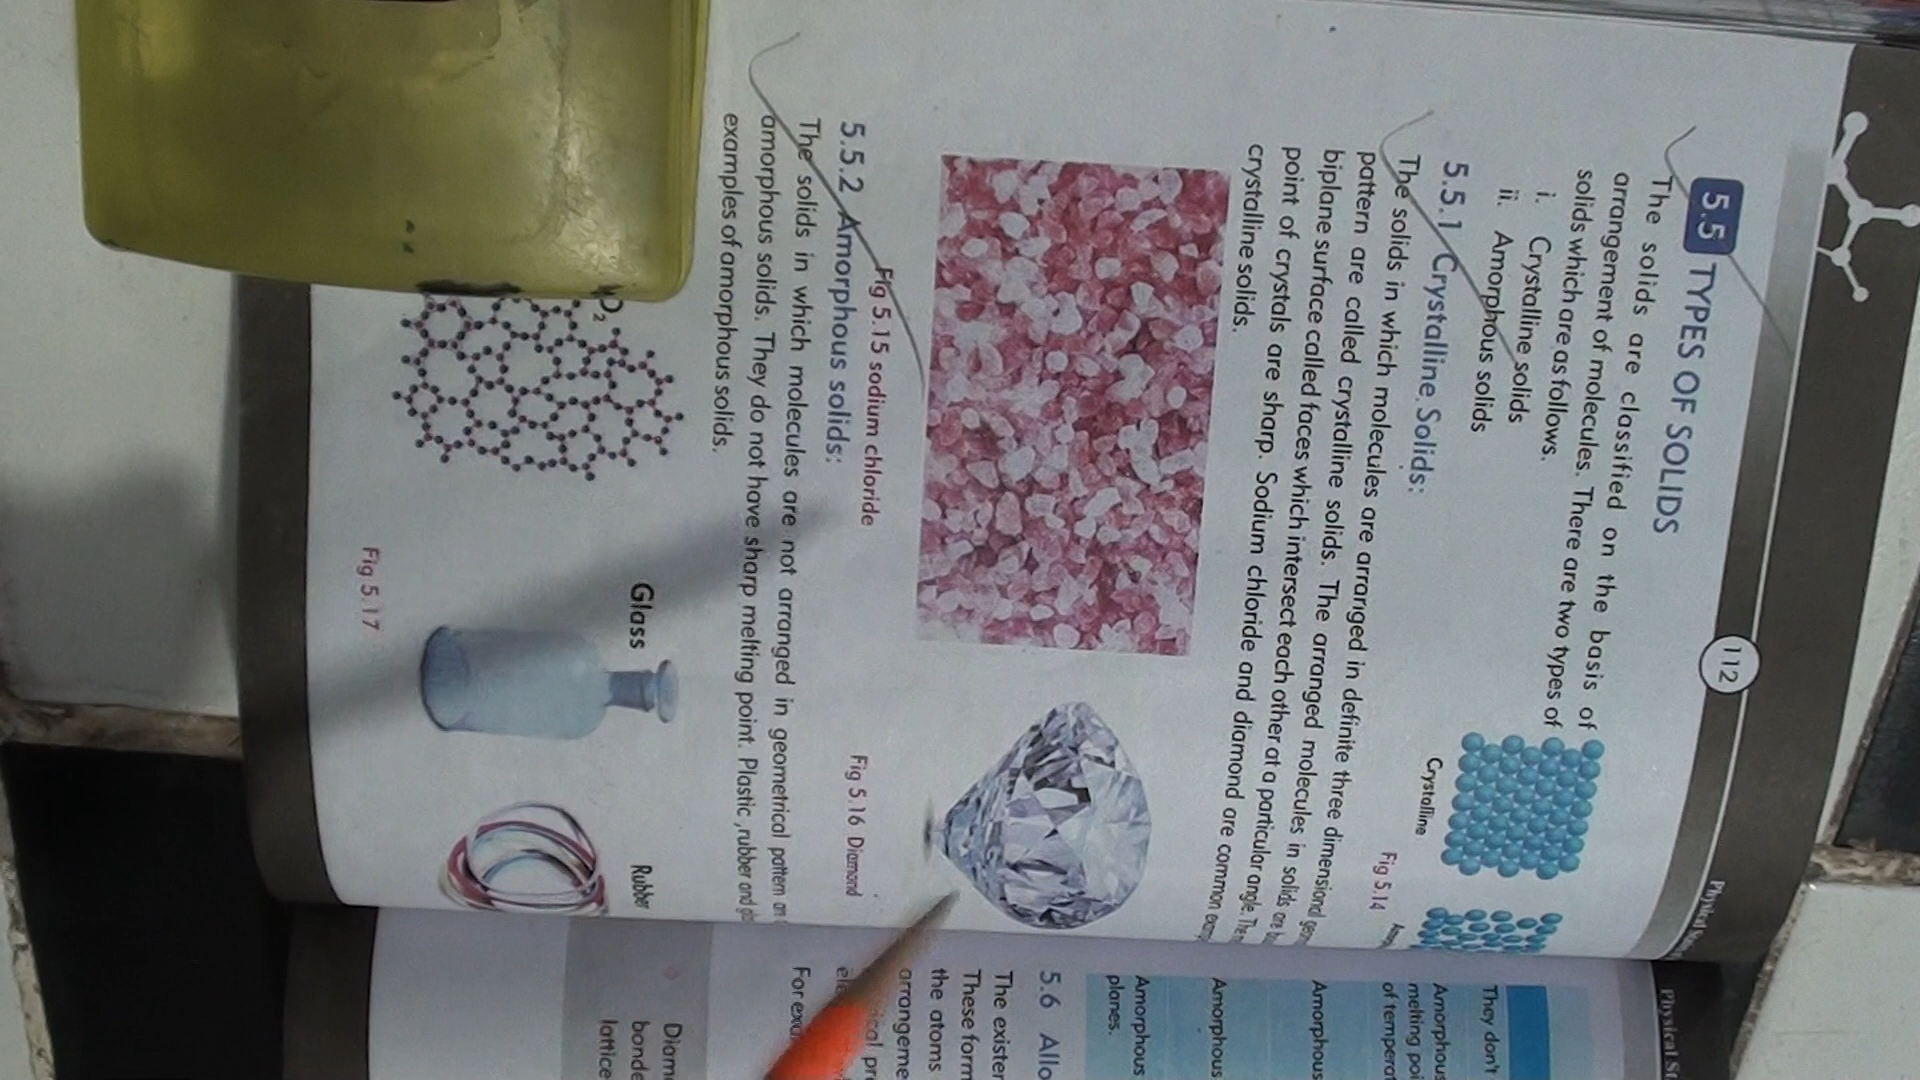 112
5.5 TYPES OF SOLIDS
The solids are classified on the basis of
arrangement of molecules. There are two types of
solids which are as follows.
i. Crystalline solids
ii. Amorphous solids
Crystalline
Fig 5.14
5.5.1 Crystalline Solids:
The solids in which molecules are arranged in definite three dimensional
pattern are called crystalline solids. The arranged molecules in solids are
biplane surface called faces which intersect each other at a particular angle. The
point of crystals are sharp. Sodium chloride and diamond are common
crystalline solids.
Fig 5.15 sodium chloride
Fig 5.16 Diamond
5.5.2 Amorphous solids:
The solids in which molecules are not arranged in geometrical pattern
amorphous solids. They do not have sharp melting point. Plastic ,rubber and
examples of amorphous solids.
Glass
Rubber
Fig 5.17
Physical St
They don't
Amorphous
melting poi
of temperat
Amorphous
Amorphous
Amorphous
planes.
5.6 Allo
The existen
These form
the atoms
arrangeme
For exa
Diam
bonde
lattice